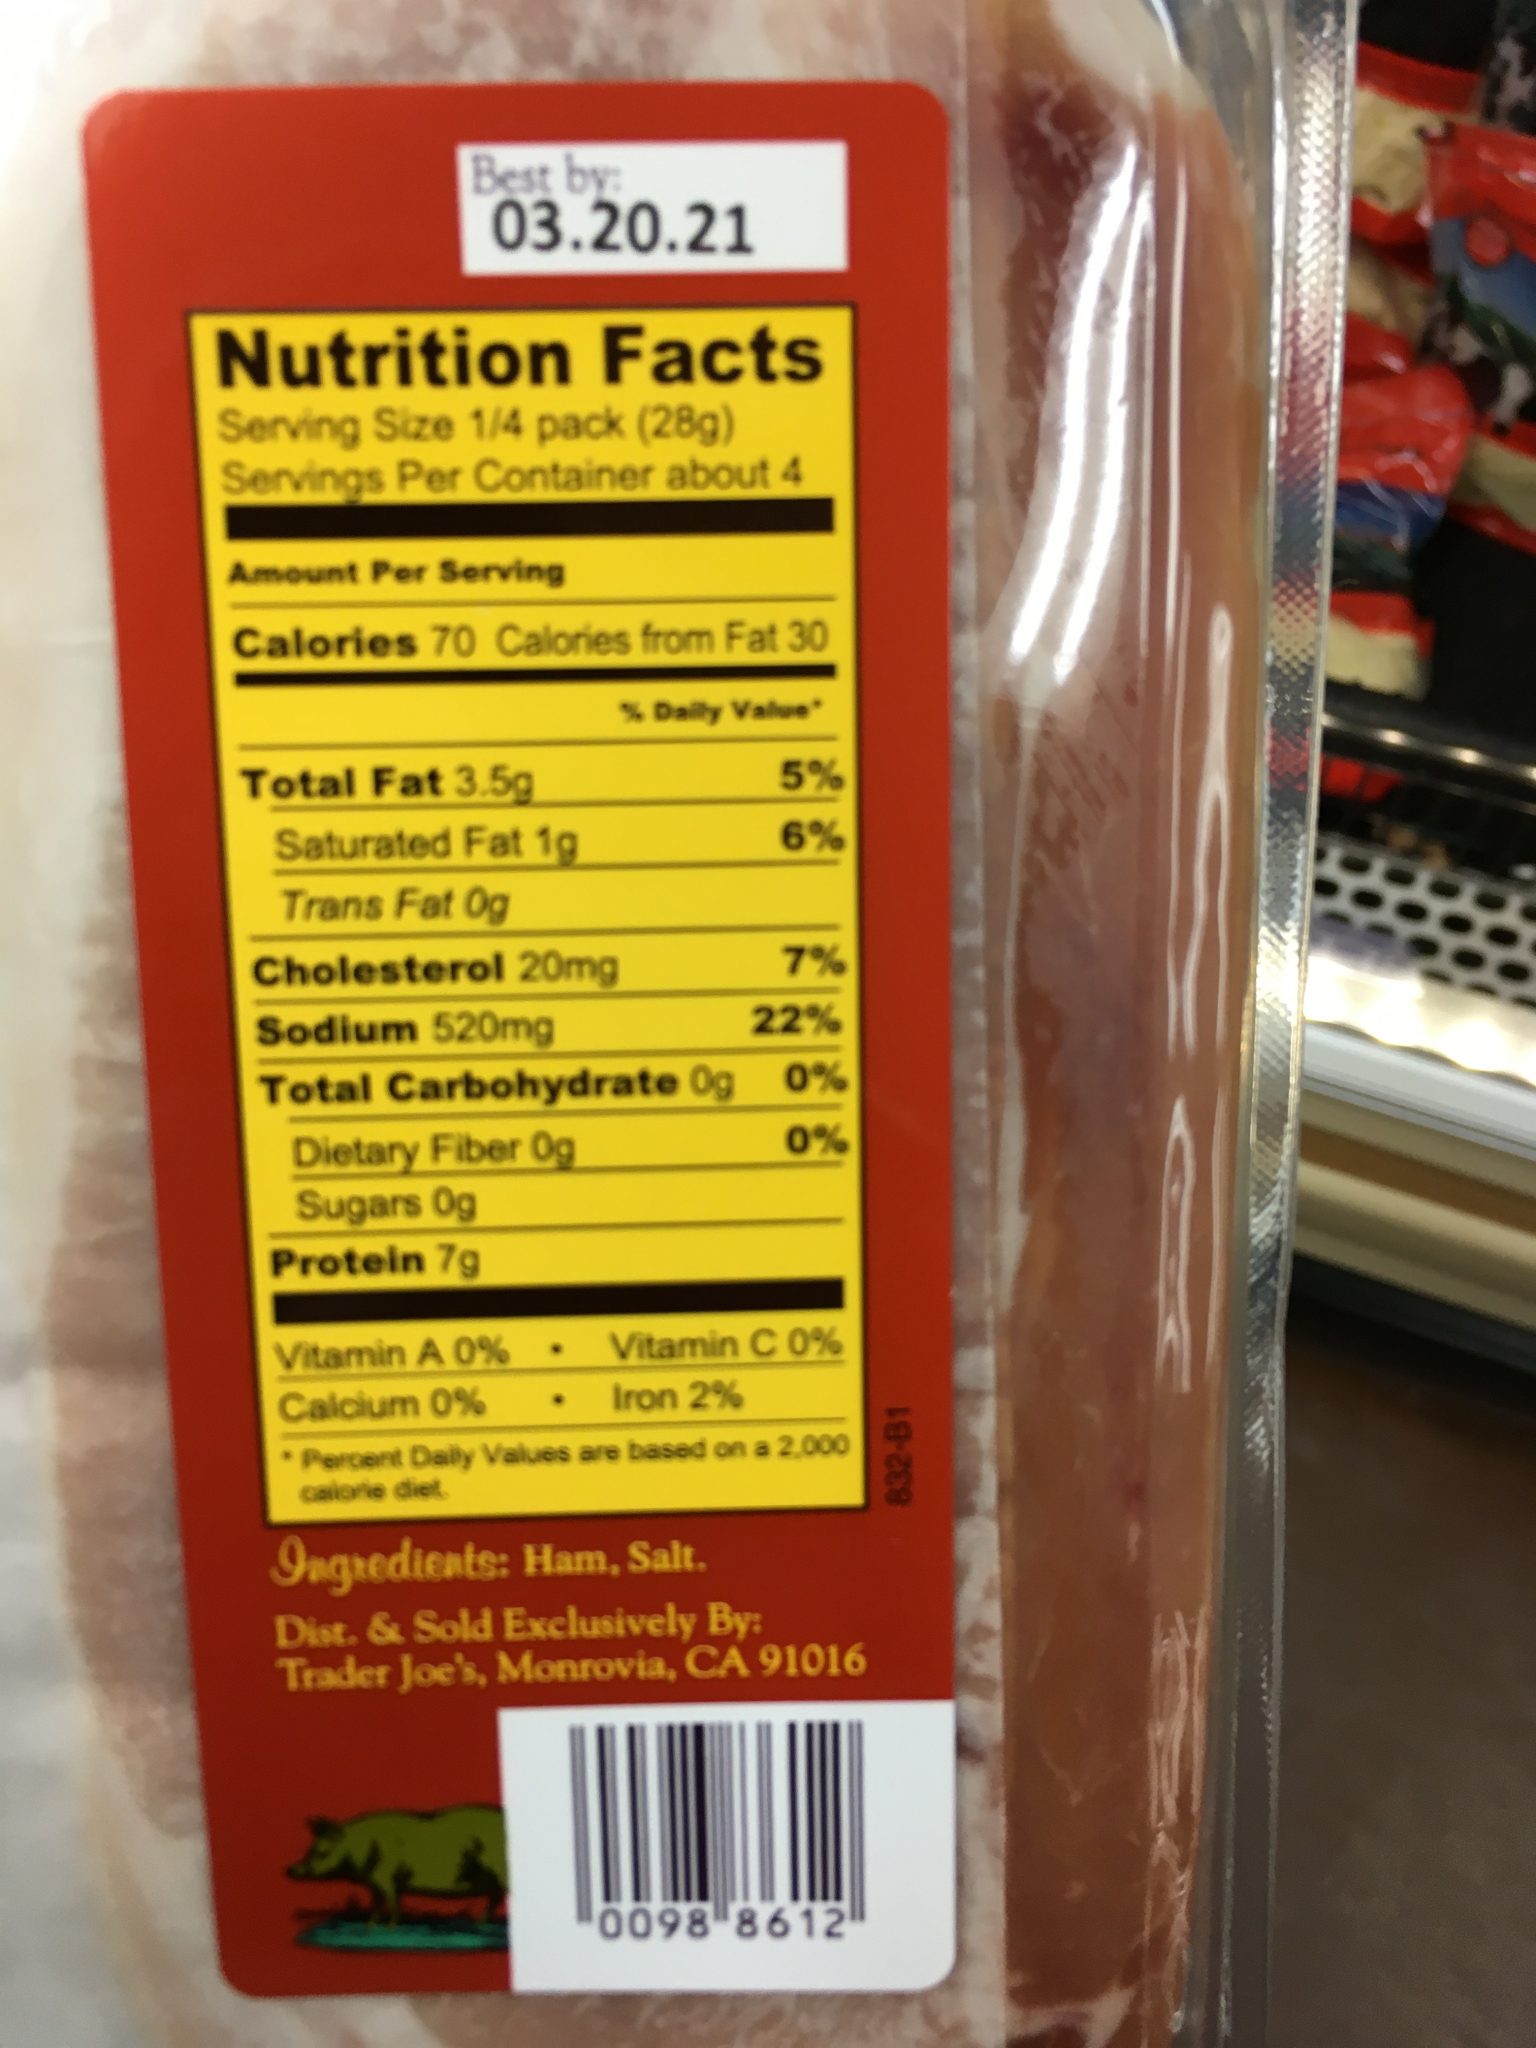 Best by:
03.20.21
Nutrition Facts
Serving Size 1/4 pack (28g)
Servings Per Container about 4
Amount Per Serving
Calories 70 Calories from Fat 30
% Daily Value*
Total Fat 3.5g 5%
Saturated Fat 1g 6%
Trans Fat 0g
Cholesterol 20mg 7%
Sodium 520mg 22%
Total Carbohydrate 0g 0%
Dietary Fiber 0g 0%
Sugars 0g
Protein 7g
Vitamin A 0% • Vitamin C 0%
Calcium 0% • Iron 2%
* Percent Daily Values are based on a 2,000
calorie diet.
832-B1
Ingredients: Ham, Salt.
Dist. & Sold Exclusively By:
Trader Joe's, Monrovia, CA 91016
0098 8612